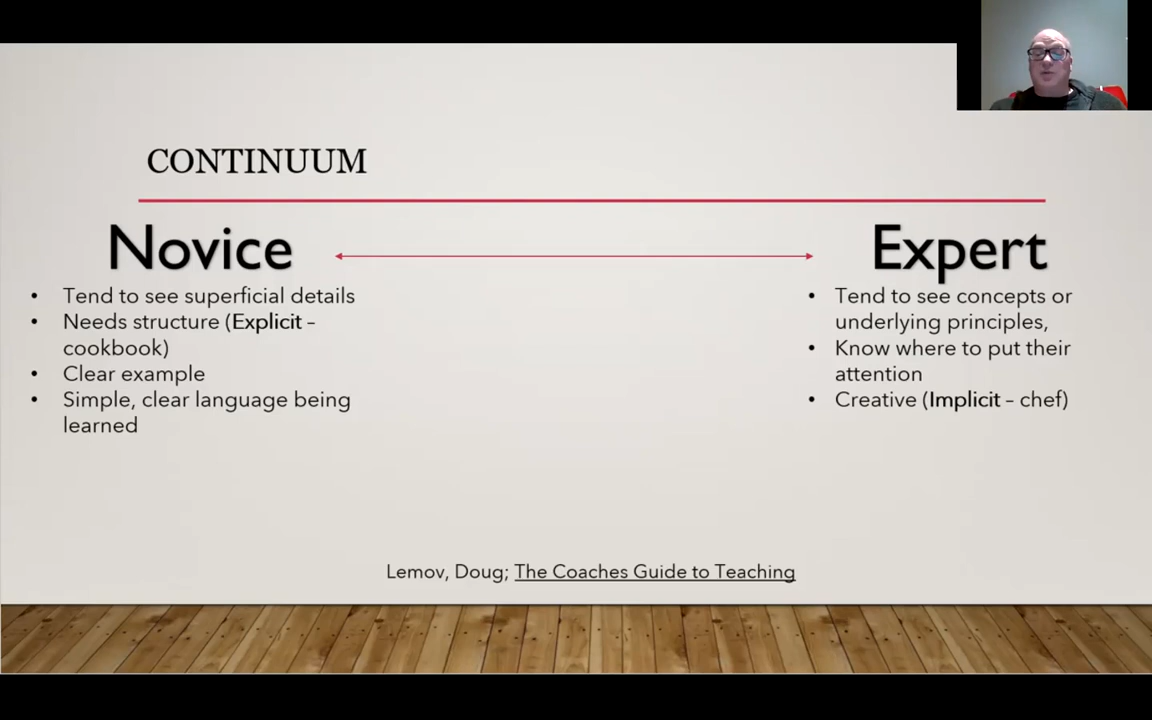 CONTINUUM
Novice
• Tend to see superficial details
• Needs structure (Explicit –
cookbook)
• Clear example
• Simple, clear language being
learned
Expert
• Tend to see concepts or
underlying principles,
• Know where to put their
attention
• Creative (Implicit – chef)
Lemov, Doug; The Coaches Guide to Teaching